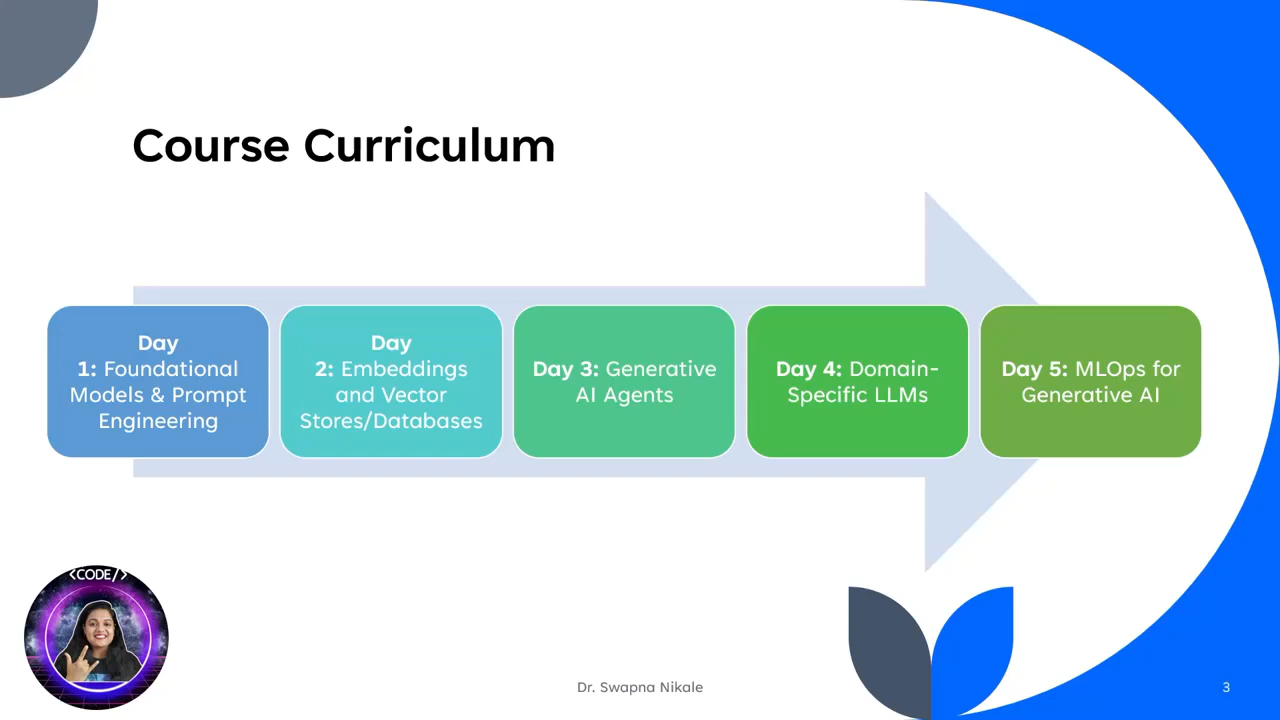 Course Curriculum
Day
1: Foundational
Models & Prompt
Engineering
Day
2: Embeddings
and Vector
Stores/Databases
Day 3: Generative
AI Agents
Day 4: Domain-
Specific LLMs
Day 5: MLOps for
Generative AI
<CODE/>
Dr. Swapna Nikale
3